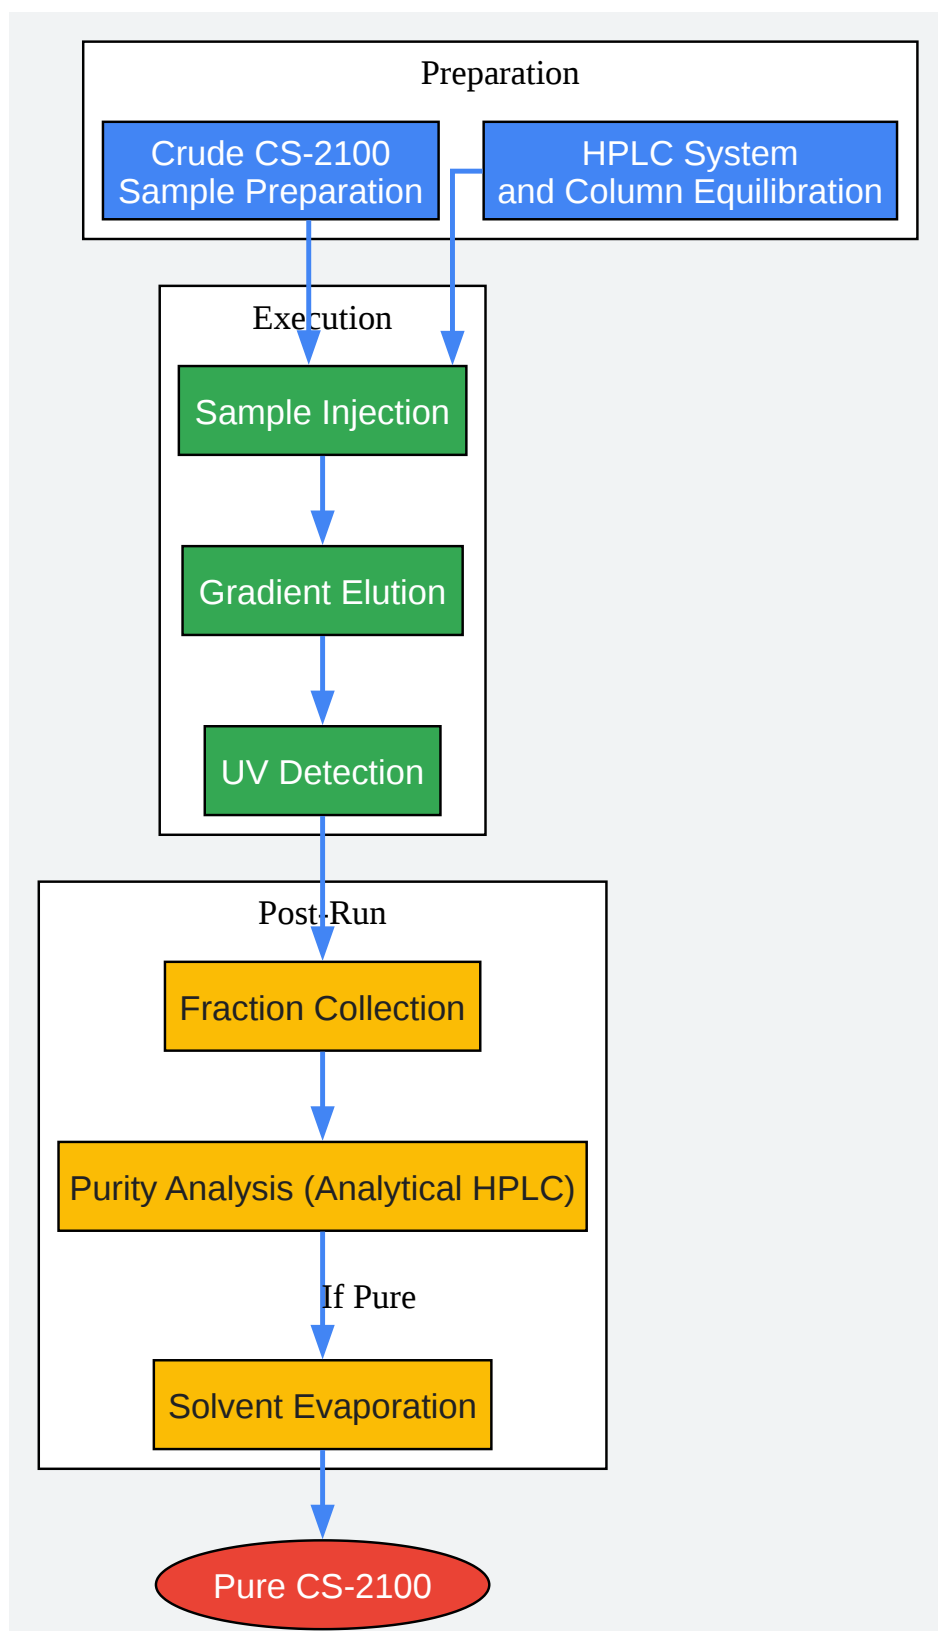 Preparation
Crude CS-2100
Sample Preparation
HPLC System
and Column Equilibration
Execution
Sample Injection
Gradient Elution
UV Detection
Post-Run
Fraction Collection
Purity Analysis (Analytical HPLC)
If Pure
Solvent Evaporation
Pure CS-2100